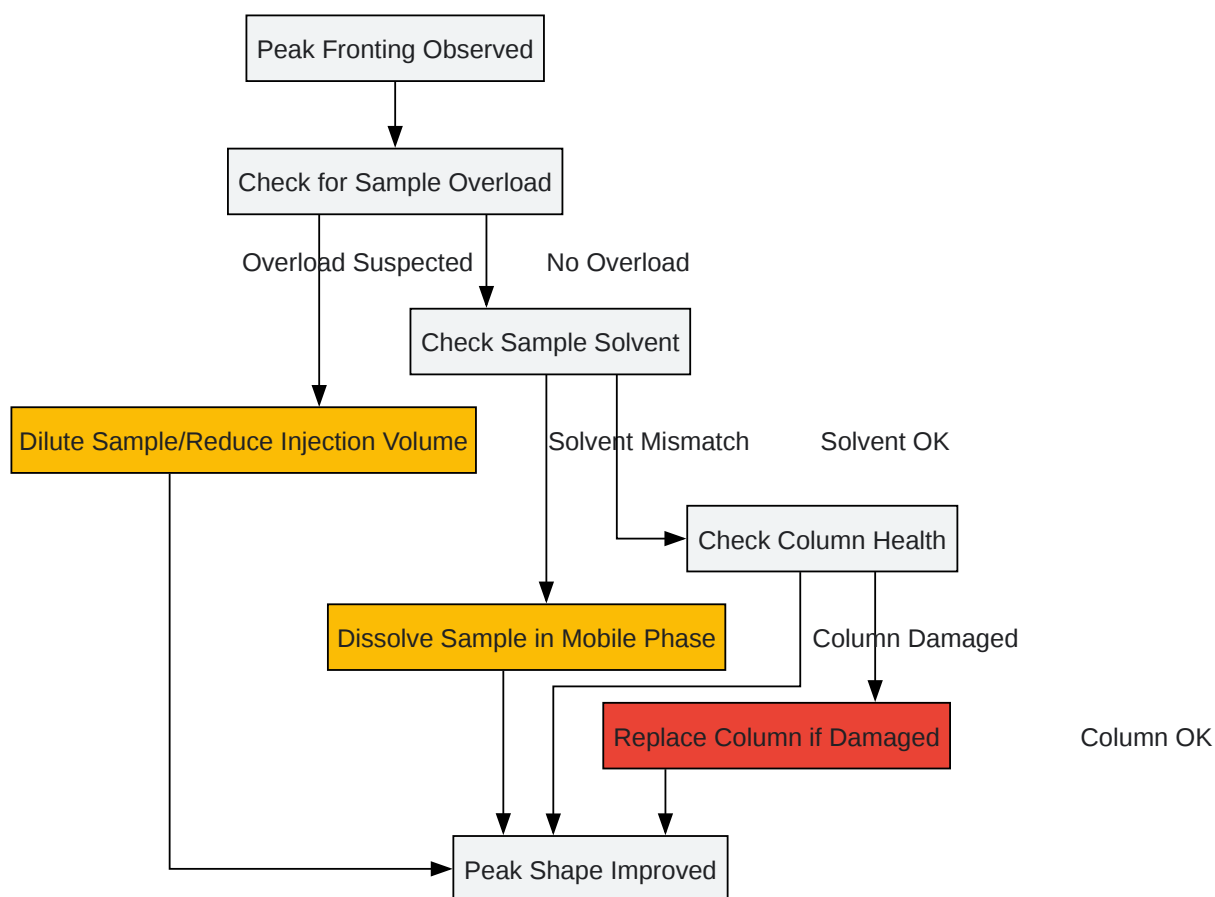 Peak Fronting Observed
Check for Sample Overload
Overload Suspected
No Overload
Check Sample Solvent
Dilute Sample/Reduce Injection Volume
Solvent Mismatch
Solvent OK
Check Column Health
Dissolve Sample in Mobile Phase
Column Damaged
Replace Column if Damaged
Column OK
Peak Shape Improved